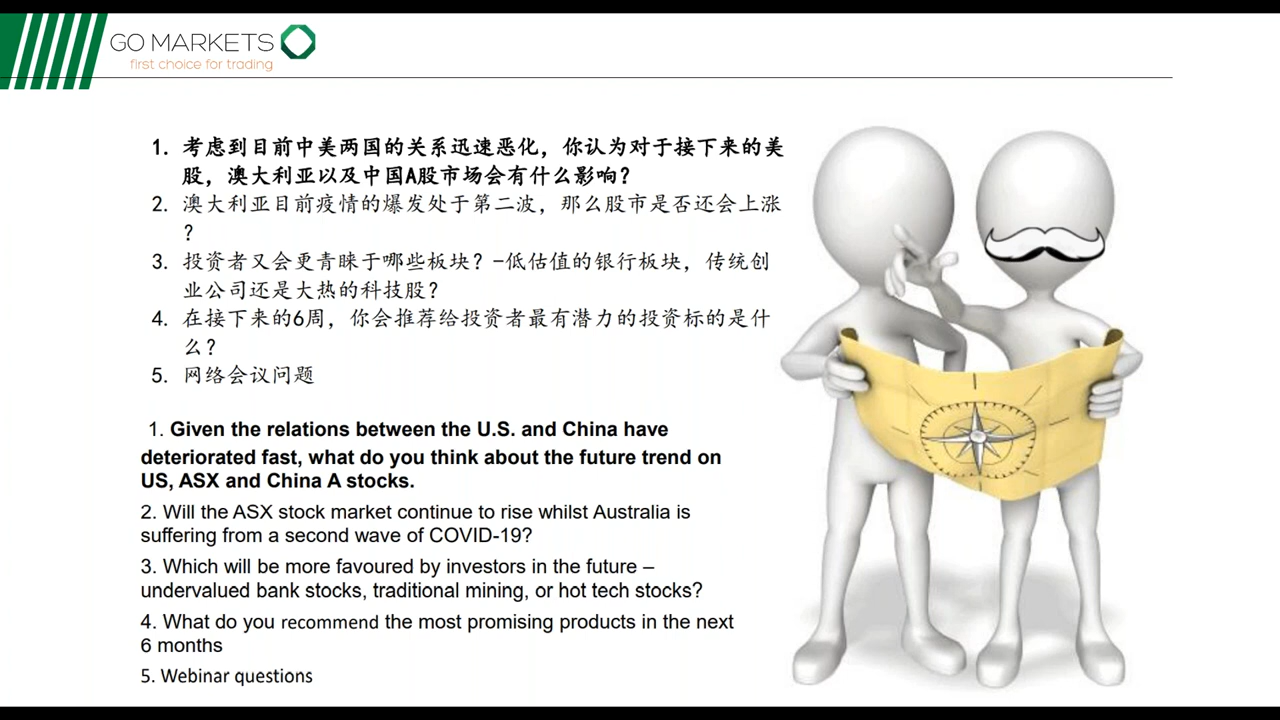 GO MARKETS
first choice for trading
1. 考虑到目前中美两国的关系迅速恶化，你认为对于接下来的美
股，澳大利亚以及中国A股市场会有什么影响？
2. 澳大利亚目前疫情的爆发处于第二波，那么股市是否还会上涨
？
3. 投资者又会更青睐于哪些板块？-低估值的银行板块，传统创
业公司还是大热的科技股？
4. 在接下来的6周，你会推荐给投资者最有潜力的投资标的是什
么？
5. 网络会议问题
1. Given the relations between the U.S. and China have
deteriorated fast, what do you think about the future trend on
US, ASX and China A stocks.
2. Will the ASX stock market continue to rise whilst Australia is
suffering from a second wave of COVID-19?
3. Which will be more favoured by investors in the future –
undervalued bank stocks, traditional mining, or hot tech stocks?
4. What do you recommend the most promising products in the next
6 months
5. Webinar questions